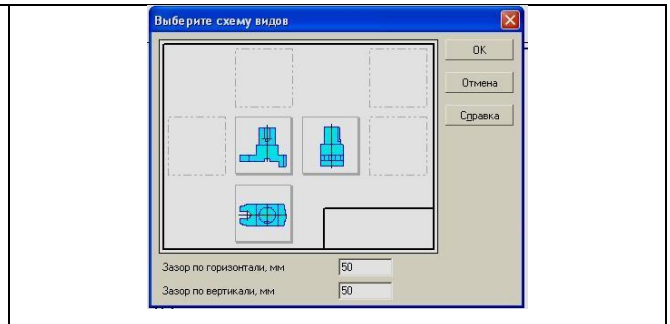 Выберите схему видов
OK
Отмена
Справка
Зазор по горизонтали, мм 50
Зазор по вертикали, мм 50